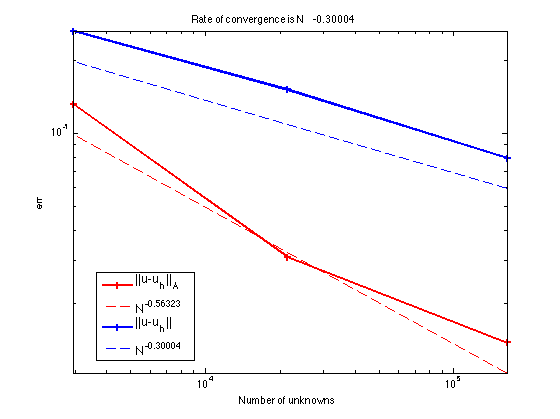 Rate of convergence is N -0.30004
10^-1
err
||u-u_h||_A
N^-0.56323
||u-u_h||
N^-0.30004
10^4
10^5
Number of unknowns